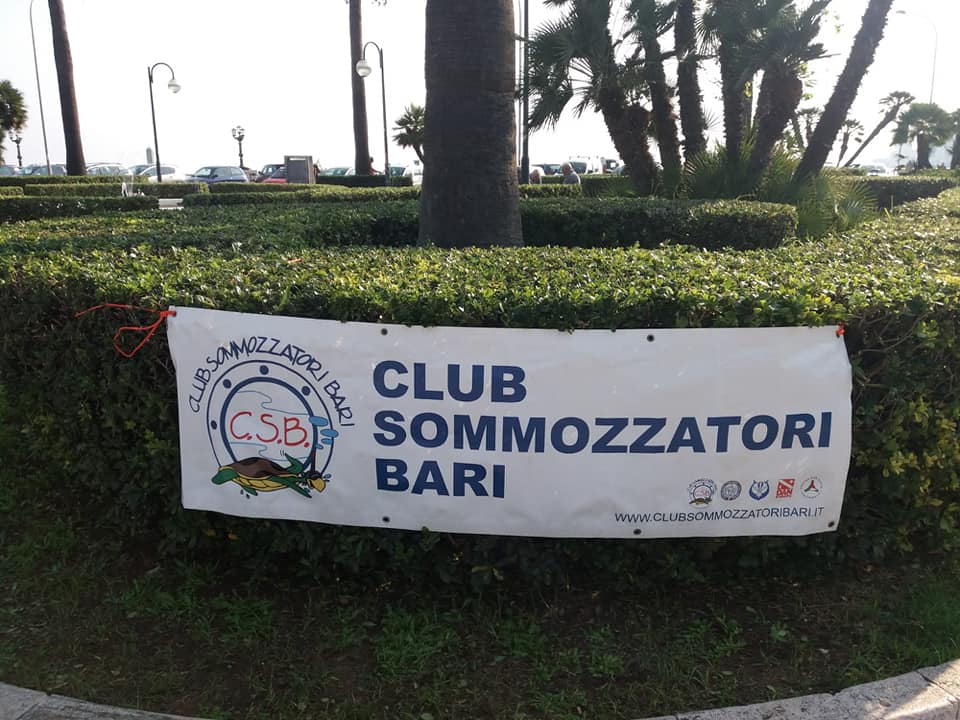 CLUB SOMMOZZATORI BARI
C.S.B.
CLUB
SOMMOZZATORI
BARI
C.S.B.
WWW.CLUBSOMMOZZATORIBARI.IT